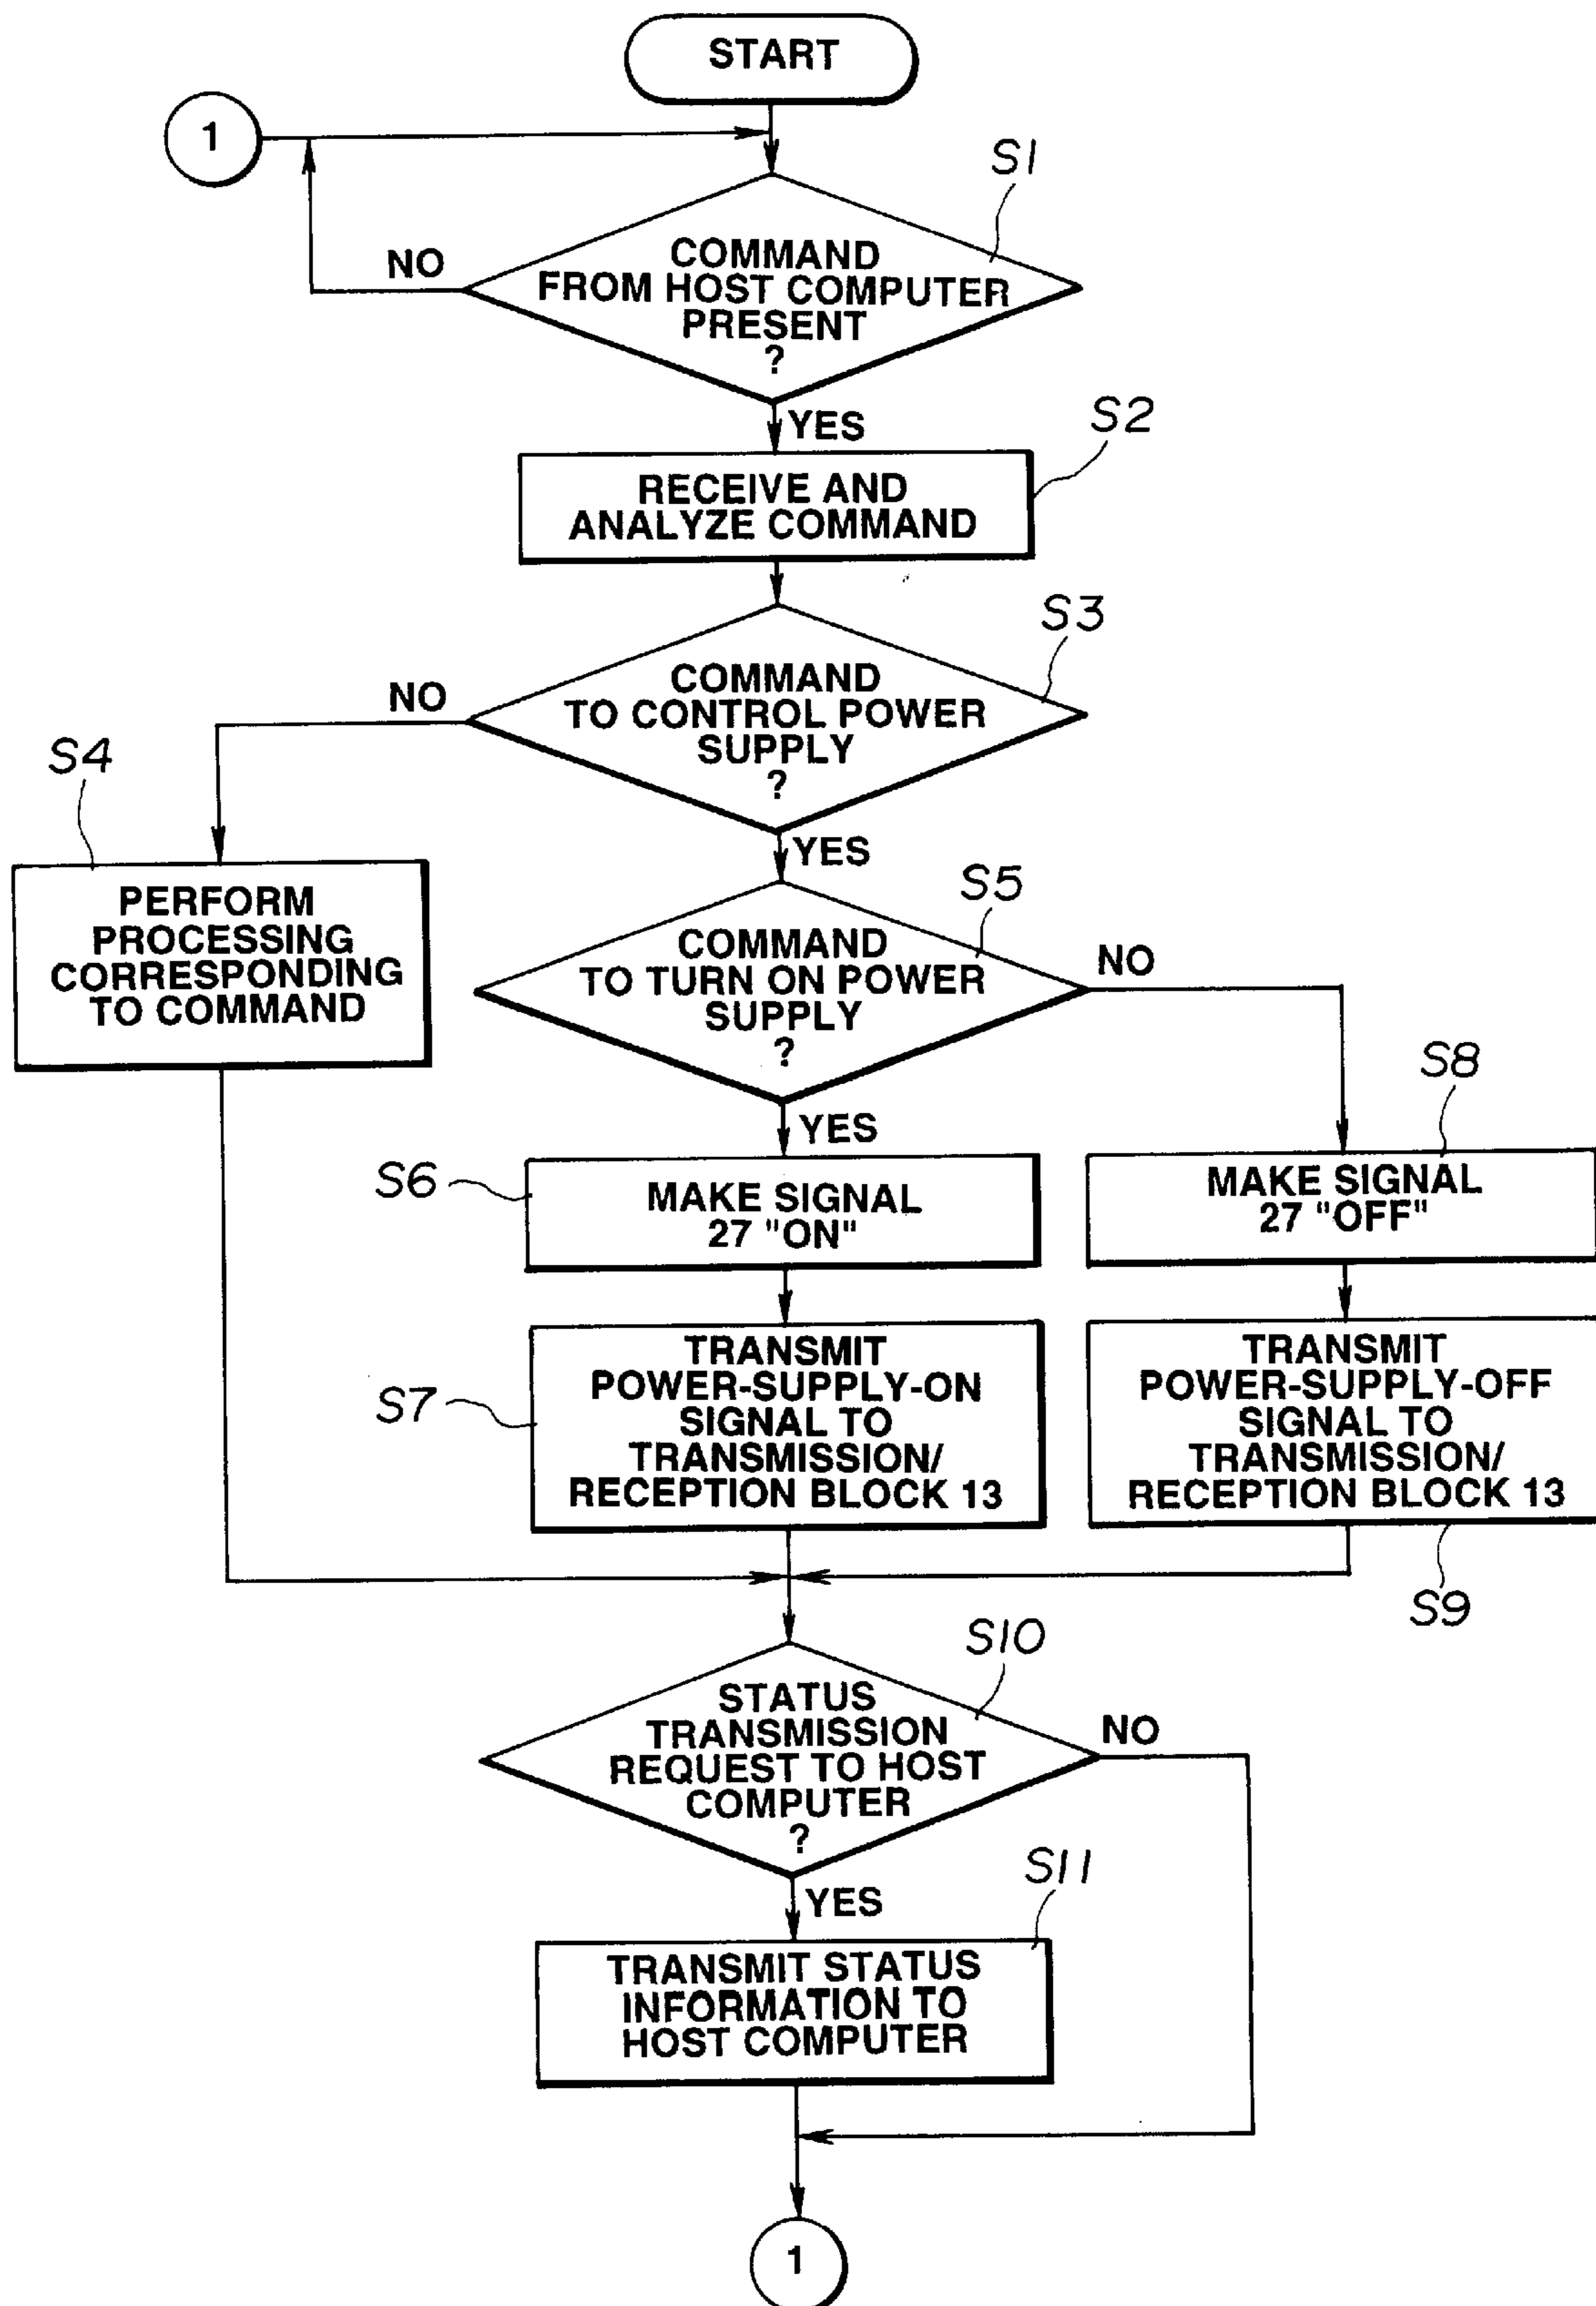 START
1
S1
NO
COMMAND
FROM HOST COMPUTER
PRESENT
?
YES
S2
RECEIVE AND
ANALYZE COMMAND
S3
NO
COMMAND
TO CONTROL POWER
SUPPLY
?
YES
S4
PERFORM
PROCESSING
CORRESPONDING
TO COMMAND
S5
COMMAND
TO TURN ON POWER
SUPPLY
?
NO
YES
S6
MAKE SIGNAL
27 "ON"
S8
MAKE SIGNAL
27 "OFF"
S7
TRANSMIT
POWER-SUPPLY-ON
SIGNAL TO
TRANSMISSION/
RECEPTION BLOCK 13
TRANSMIT
POWER-SUPPLY-OFF
SIGNAL TO
TRANSMISSION/
RECEPTION BLOCK 13
S9
S10
STATUS
TRANSMISSION
REQUEST TO HOST
COMPUTER
?
NO
YES
S11
TRANSMIT STATUS
INFORMATION TO
HOST COMPUTER
1